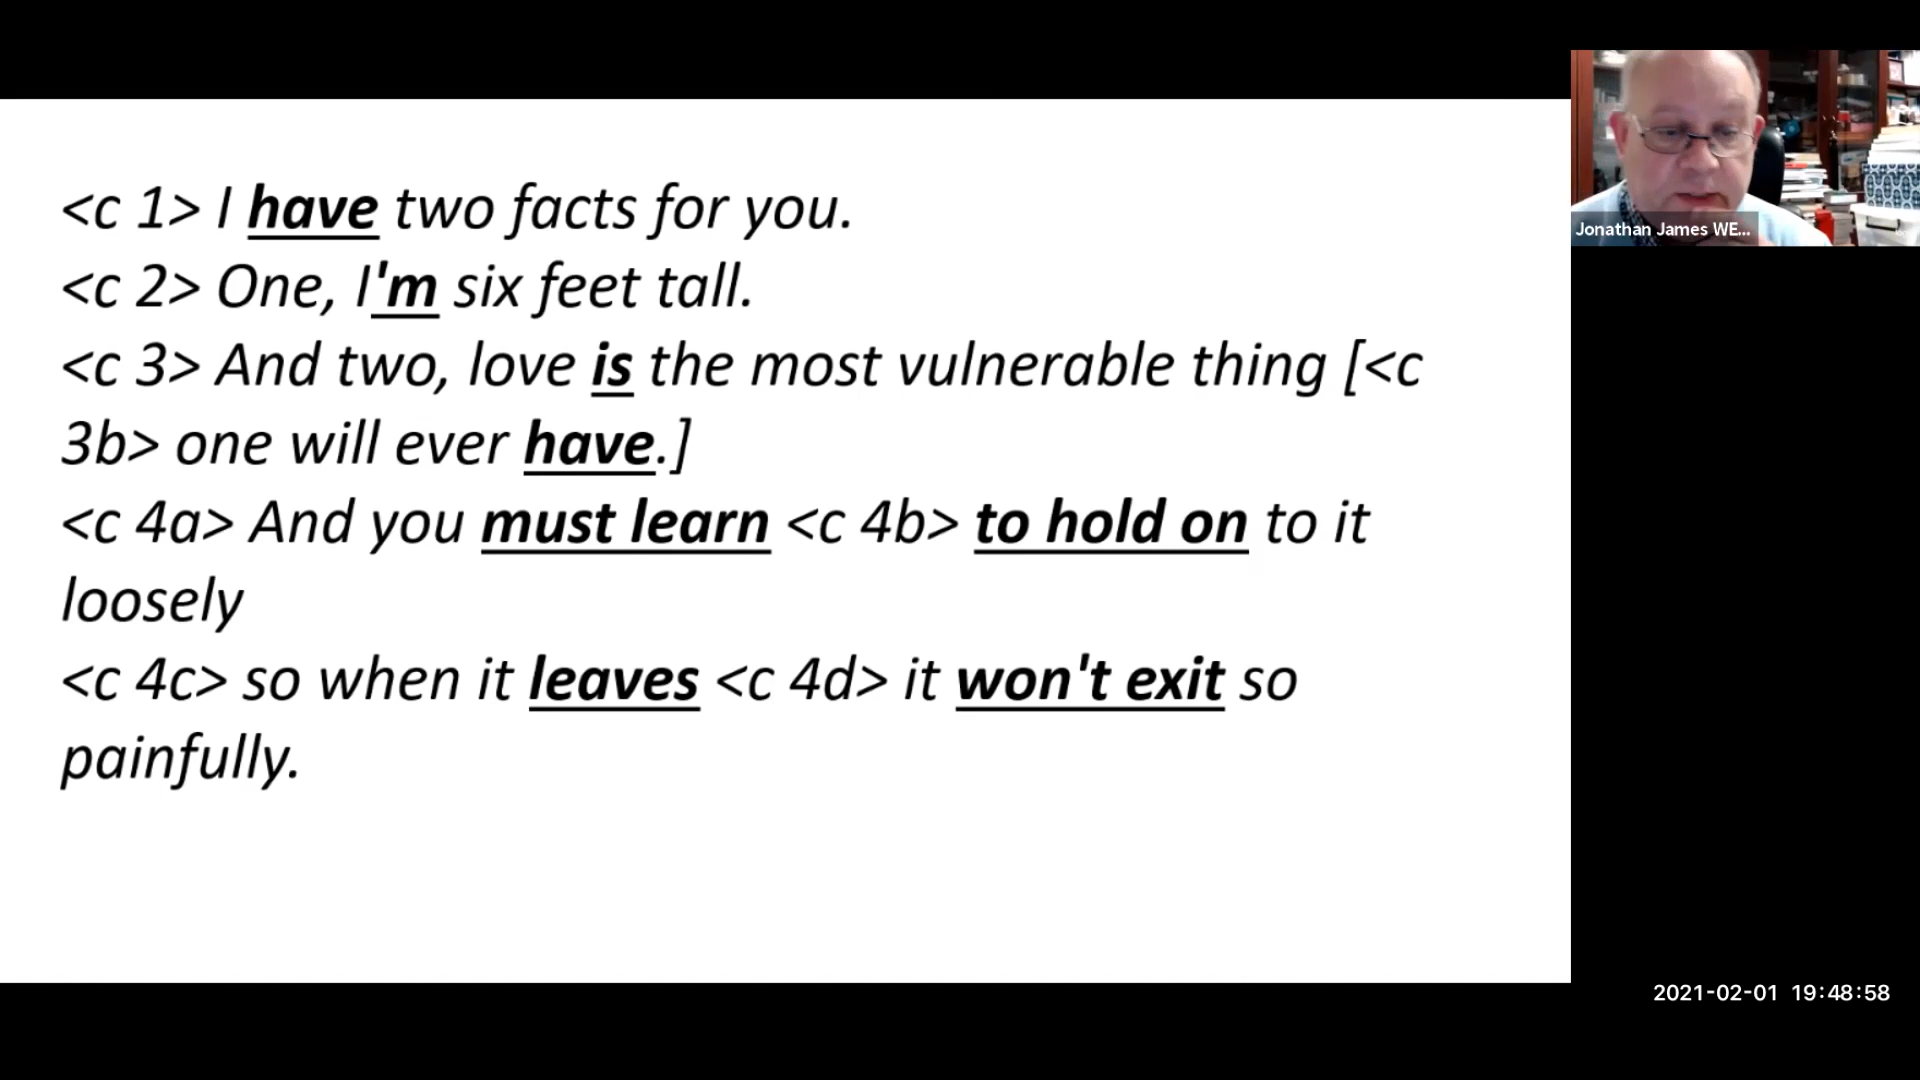 <c 1> I have two facts for you.
<c 2> One, I'm six feet tall.
<c 3> And two, love is the most vulnerable thing [<c
3b> one will ever have.]
<c 4a> And you must learn <c 4b> to hold on to it
loosely
<c 4c> so when it leaves <c 4d> it won't exit so
painfully.
Jonathan James WE...
2021-02-01 19:48:58